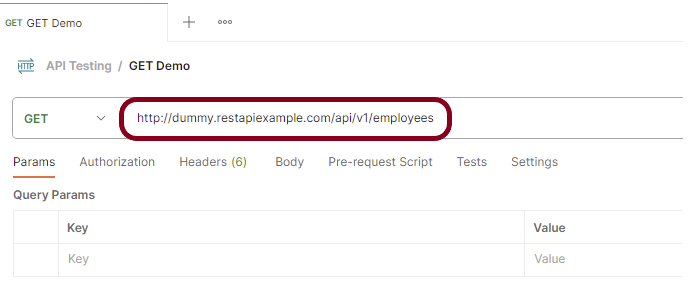 GET GET Demo
HTTP API Testing / GET Demo
GET http://dummy.restapiexample.com/api/v1/employees
Params Authorization Headers (6) Body Pre-request Script Tests Settings
Query Params
Key Value
Key Value